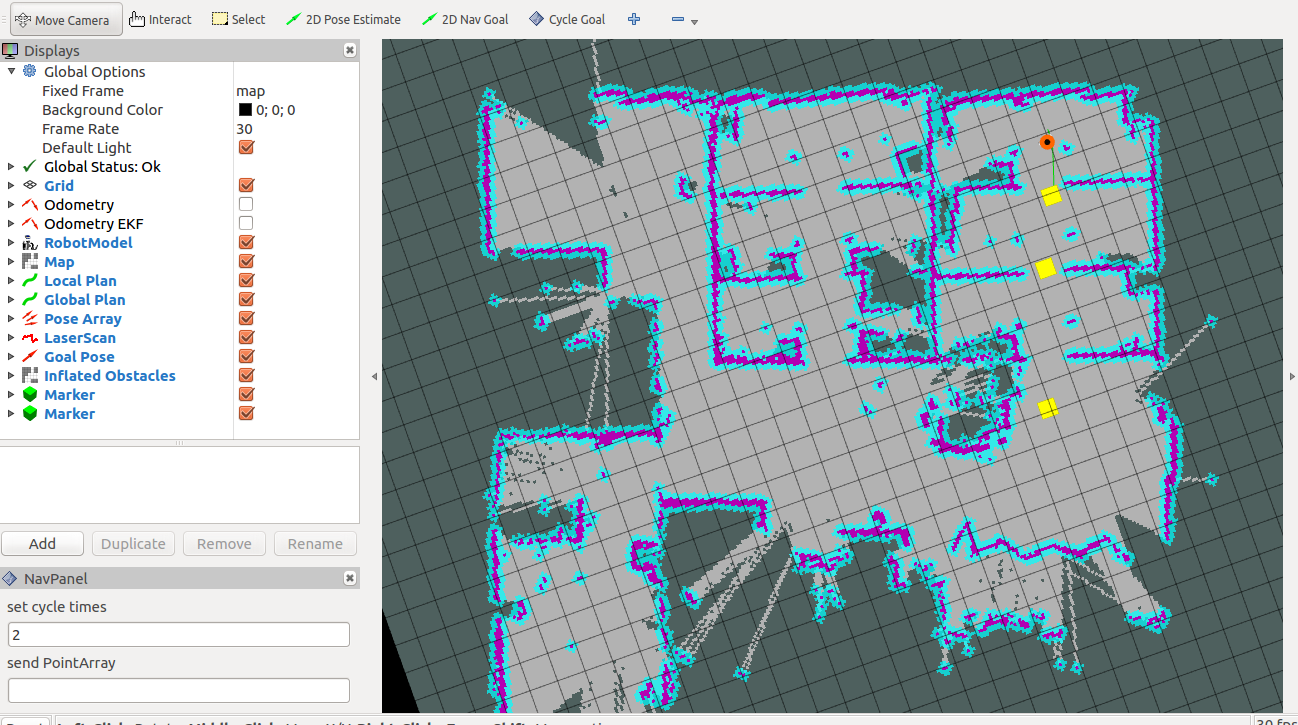 Move Camera Interact Select 2D Pose Estimate 2D Nav Goal Cycle Goal
Displays
Global Options
Fixed Frame map
Background Color 0; 0; 0
Frame Rate 30
Default Light
Global Status: Ok
Grid
Odometry
Odometry EKF
RobotModel
Map
Local Plan
Global Plan
Pose Array
LaserScan
Goal Pose
Inflated Obstacles
Marker
Marker
Add Duplicate Remove Rename
NavPanel
set cycle times
2
send PointArray
30 fps